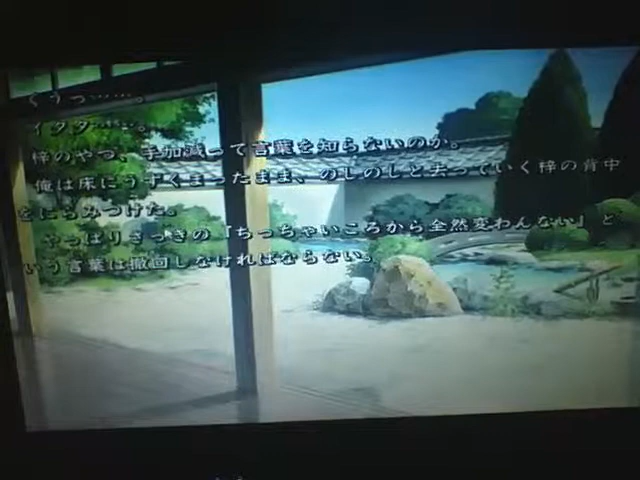 くうっ……。
イタタ……。
梓のやつ、手加減って言葉を知らないのか。
俺は床にうずくまったまま、のしのしと去っていく梓の背中
をにらみつけた。
やっぱりさっきの「ちっちゃいころから全然変わんない」と
いう言葉は撤回しなければならない。